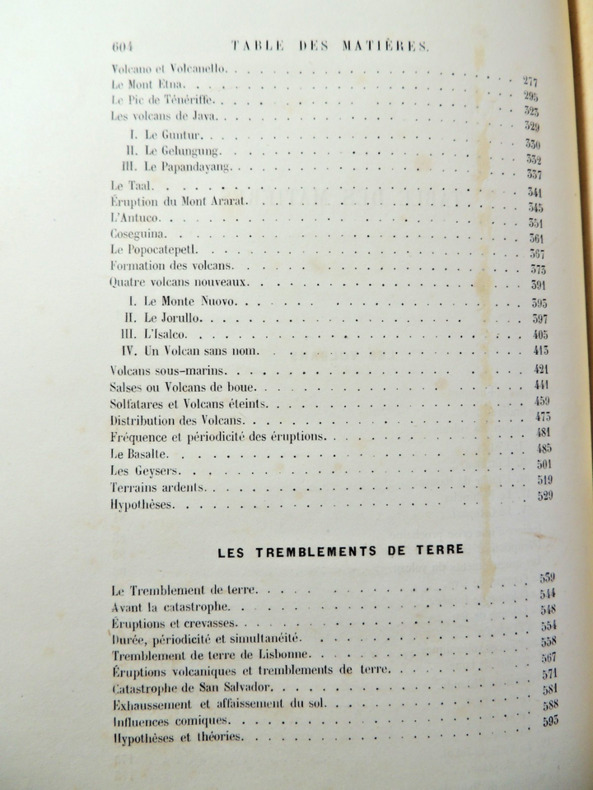 604 TABLE DES MATIÈRES.
Volcano et Volcanello. 277
Le Mont Etna. 295
Le Pic de Ténériffe. 323
Les volcans de Java. 329
I. Le Guntur. 330
II. Le Gelungung. 332
III. Le Papandayang. 337
Le Taal. 341
Éruption du Mont Ararat. 345
L'Antuco. 351
Coseguina. 361
Le Popocatepetl. 367
Formation des volcans. 375
Quatre volcans nouveaux. 391
I. Le Monte Nuovo. 393
II. Le Jorullo. 397
III. L'Isalco. 405
IV. Un Volcan sans nom. 413
Volcans sous-marins. 421
Salses ou Volcans de boue. 441
Solfatares et Volcans éteints. 459
Distribution des Volcans. 473
Fréquence et périodicité des éruptions. 481
Le Basalte. 485
Les Geysers. 501
Terrains ardents. 519
Hypothèses. 529
LES TREMBLEMENTS DE TERRE
Le Tremblement de terre. 539
Avant la catastrophe. 544
Éruptions et crevasses. 548
Durée, périodicité et simultanéité. 554
Tremblement de terre de Lisbonne. 558
Éruptions volcaniques et tremblements de terre. 567
Catastrophe de San Salvador. 571
Exhaussement et affaissement du sol. 581
Influences comiques. 588
Hypothèses et théories. 595